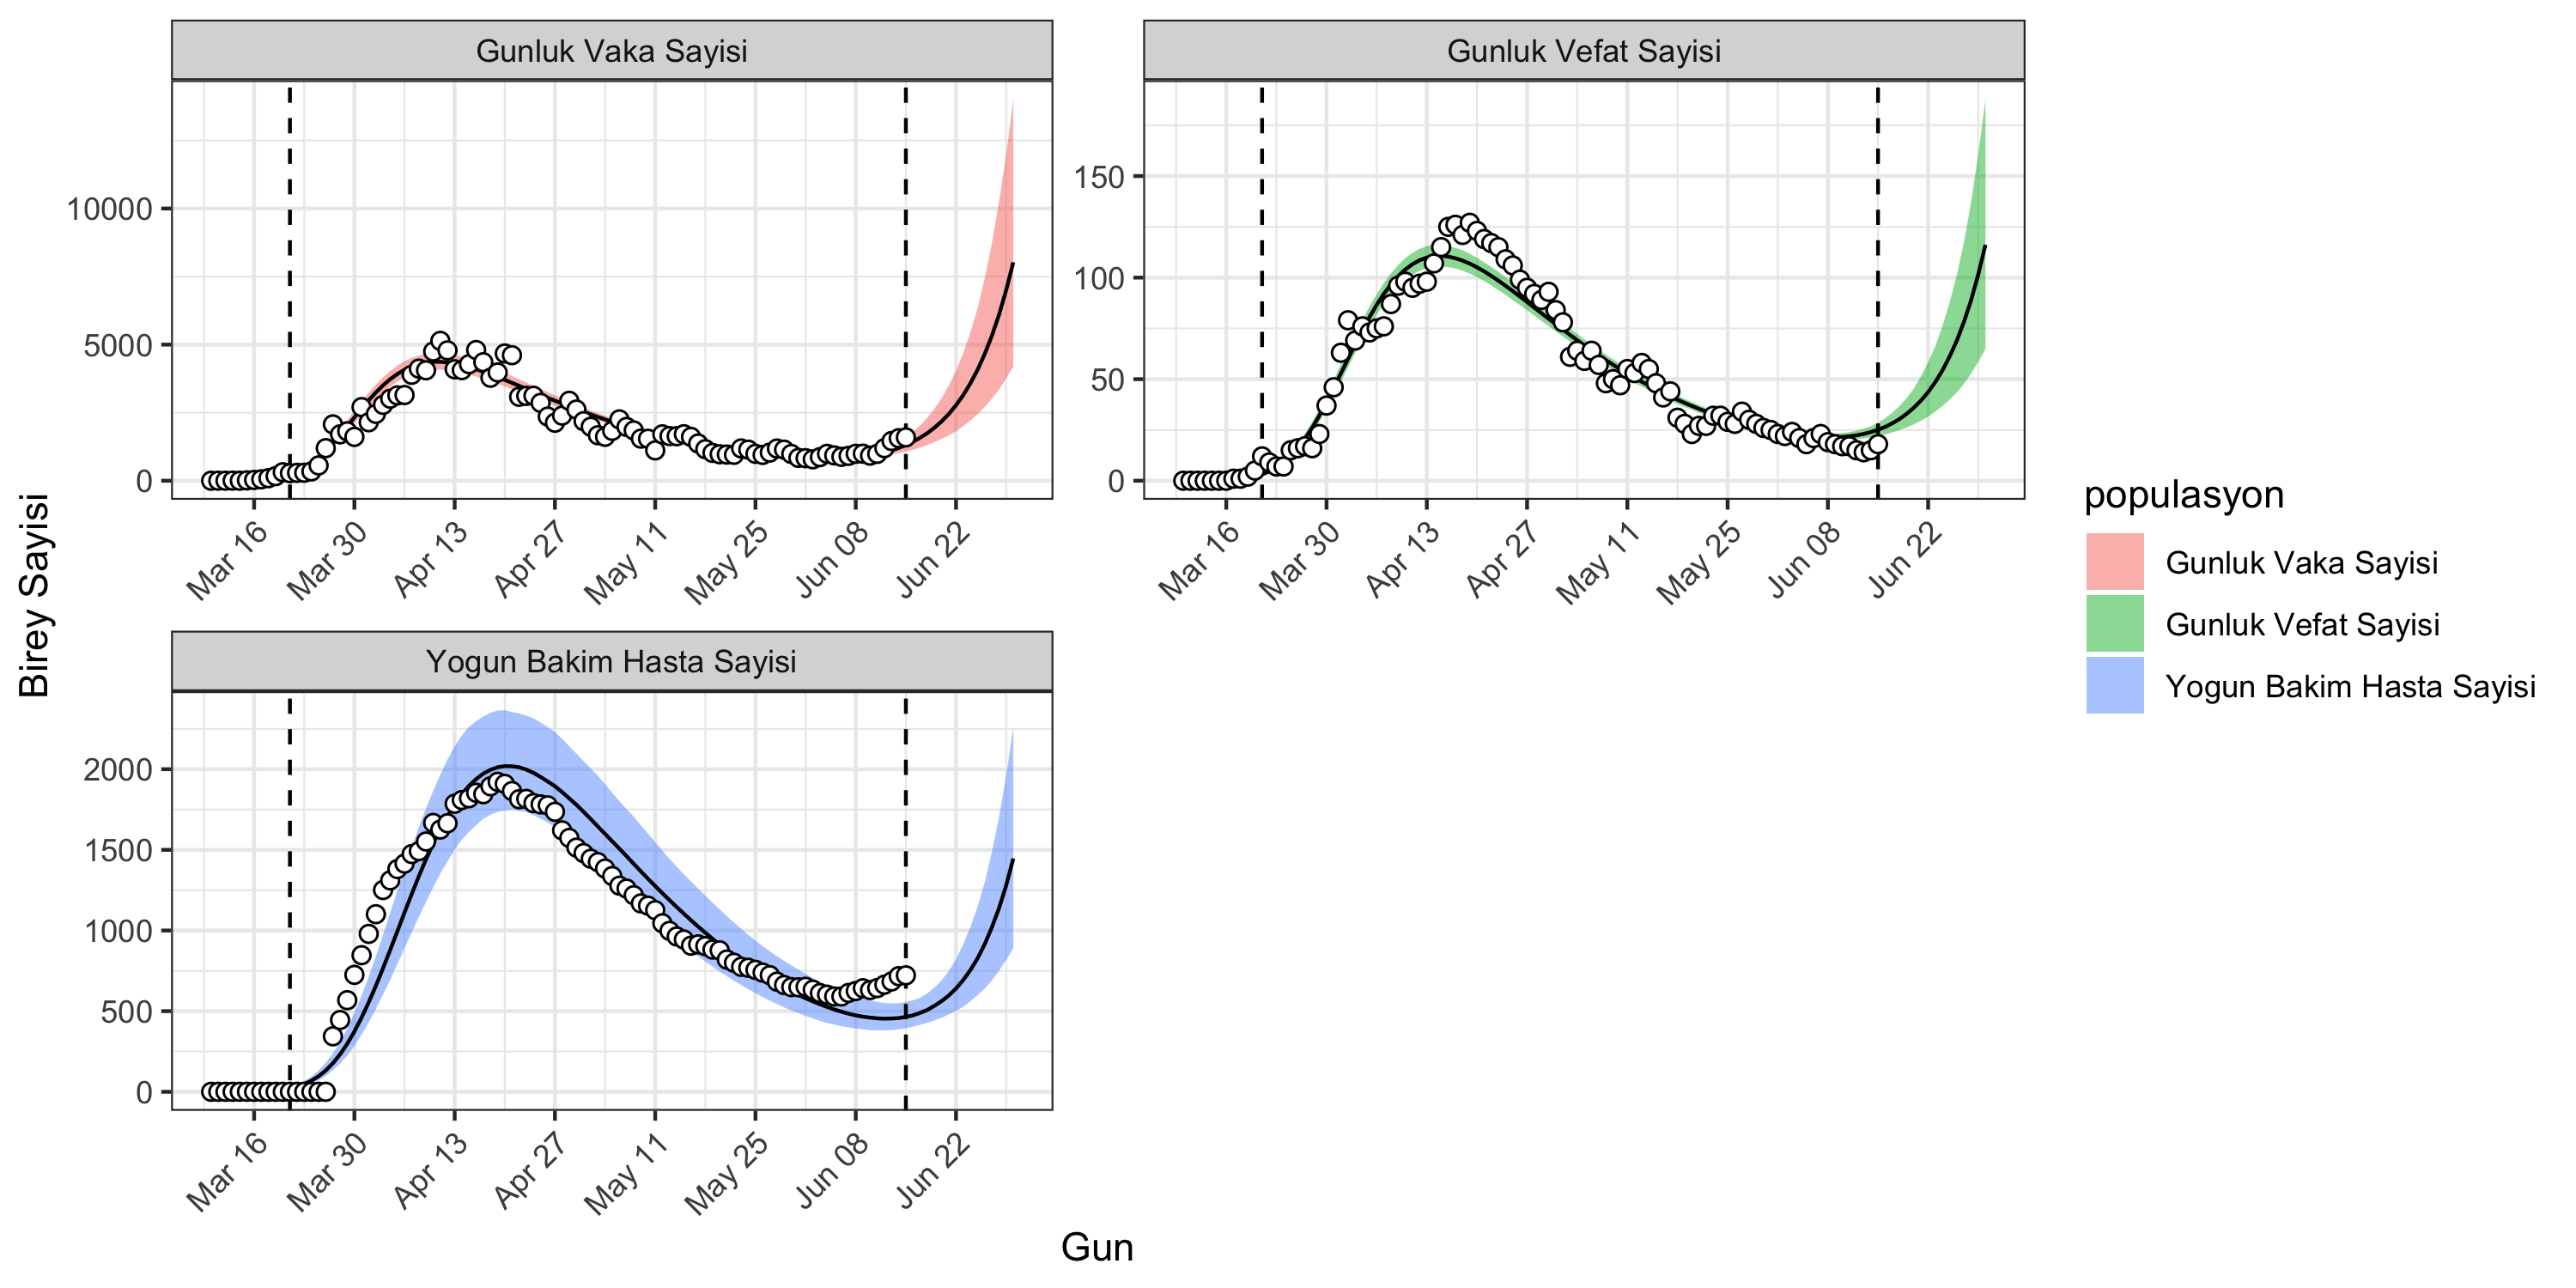 Gunluk Vaka Sayisi
Gunluk Vefat Sayisi
10000
5000
0
150
100
50
0
Mar 16 Mar 30 Apr 13 Apr 27 May 11 May 25 Jun 08 Jun 22
Mar 16 Mar 30 Apr 13 Apr 27 May 11 May 25 Jun 08 Jun 22
Birey Sayisi
Yogun Bakim Hasta Sayisi
2000
1500
1000
500
0
Mar 16 Mar 30 Apr 13 Apr 27 May 11 May 25 Jun 08 Jun 22
Gun
populasyon
Gunluk Vaka Sayisi
Gunluk Vefat Sayisi
Yogun Bakim Hasta Sayisi